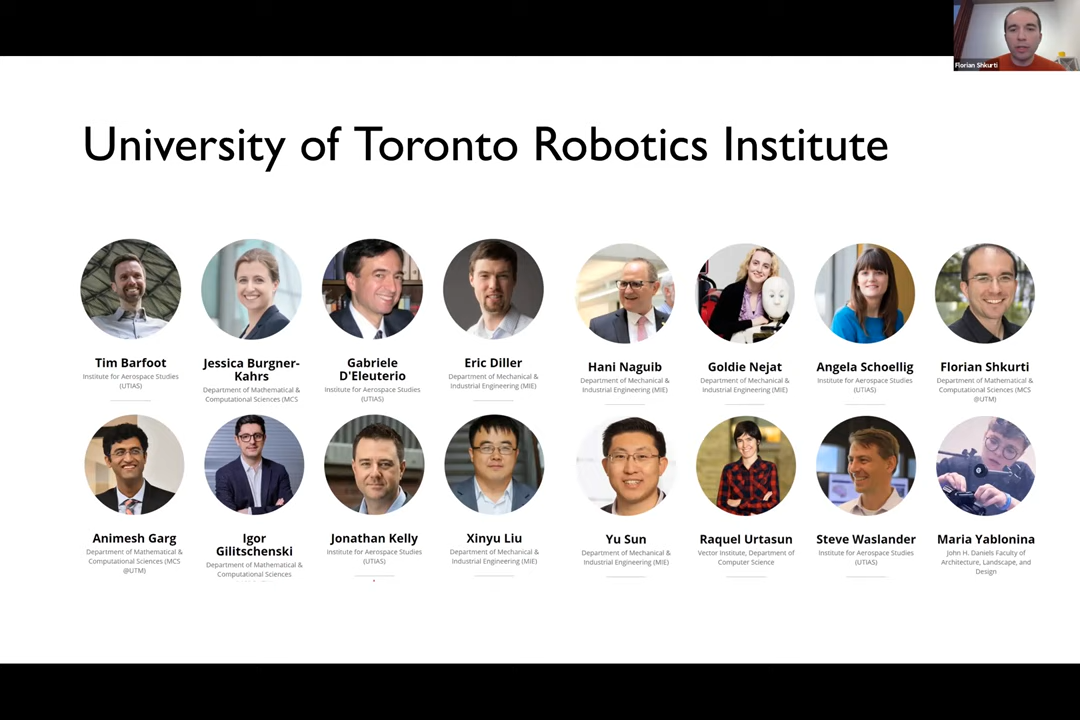 Florian Shkurti
University of Toronto Robotics Institute
Tim Barfoot
Institute for Aerospace Studies
(UTIAS)
Jessica Burgner-
Kahrs
Department of Mathematical &
Computational Sciences (MCS
Gabriele
D'Eleuterio
Institute for Aerospace Studies
(UTIAS)
Eric Diller
Department of Mechanical &
Industrial Engineering (MIE)
Hani Naguib
Department of Mechanical &
Industrial Engineering (MIE)
Goldie Nejat
Department of Mechanical &
Industrial Engineering (MIE)
Angela Schoellig
Institute for Aerospace Studies
(UTIAS)
Florian Shkurti
Department of Mathematical &
Computational Sciences (MCS
@UTM)
Animesh Garg
Department of Mathematical &
Computational Sciences (MCS
@UTM)
Igor
Gilitschenski
Department of Mathematical &
Computational Sciences
Jonathan Kelly
Institute for Aerospace Studies
(UTIAS)
Xinyu Liu
Department of Mechanical &
Industrial Engineering (MIE)
Yu Sun
Department of Mechanical &
Industrial Engineering (MIE)
Raquel Urtasun
Vector Institute, Department of
Computer Science
Steve Waslander
Institute for Aerospace Studies
(UTIAS)
Maria Yablonina
John H. Daniels Faculty of
Architecture, Landscape, and
Design